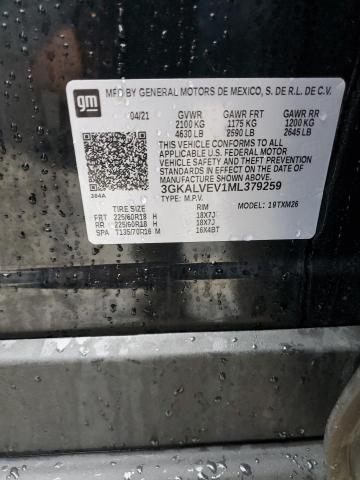 gm
MFD BY GENERAL MOTORS DE MEXICO, S. DE R.L. DE C.V.
04/21 GVWR GAWR FRT GAWR RR
2100 KG 1175 KG 1200 KG
4630 LB 2590 LB 2645 LB
THIS VEHICLE CONFORMS TO ALL
APPLICABLE U.S. FEDERAL MOTOR
VEHICLE SAFETY, BUMPER, AND
THEFT PREVENTION STANDARDS IN
EFFECT ON THE DATE OF
MANUFACTURE SHOWN ABOVE.
3GKALVEV1ML379259
384A TYPE: M.P.V. MODEL: 19TXM26
TIRE SIZE RIM
FRT 225/60R18 H 18X7J
RR 225/60R18 H 18X7J
SPA T135/70R16 M 16X4BT